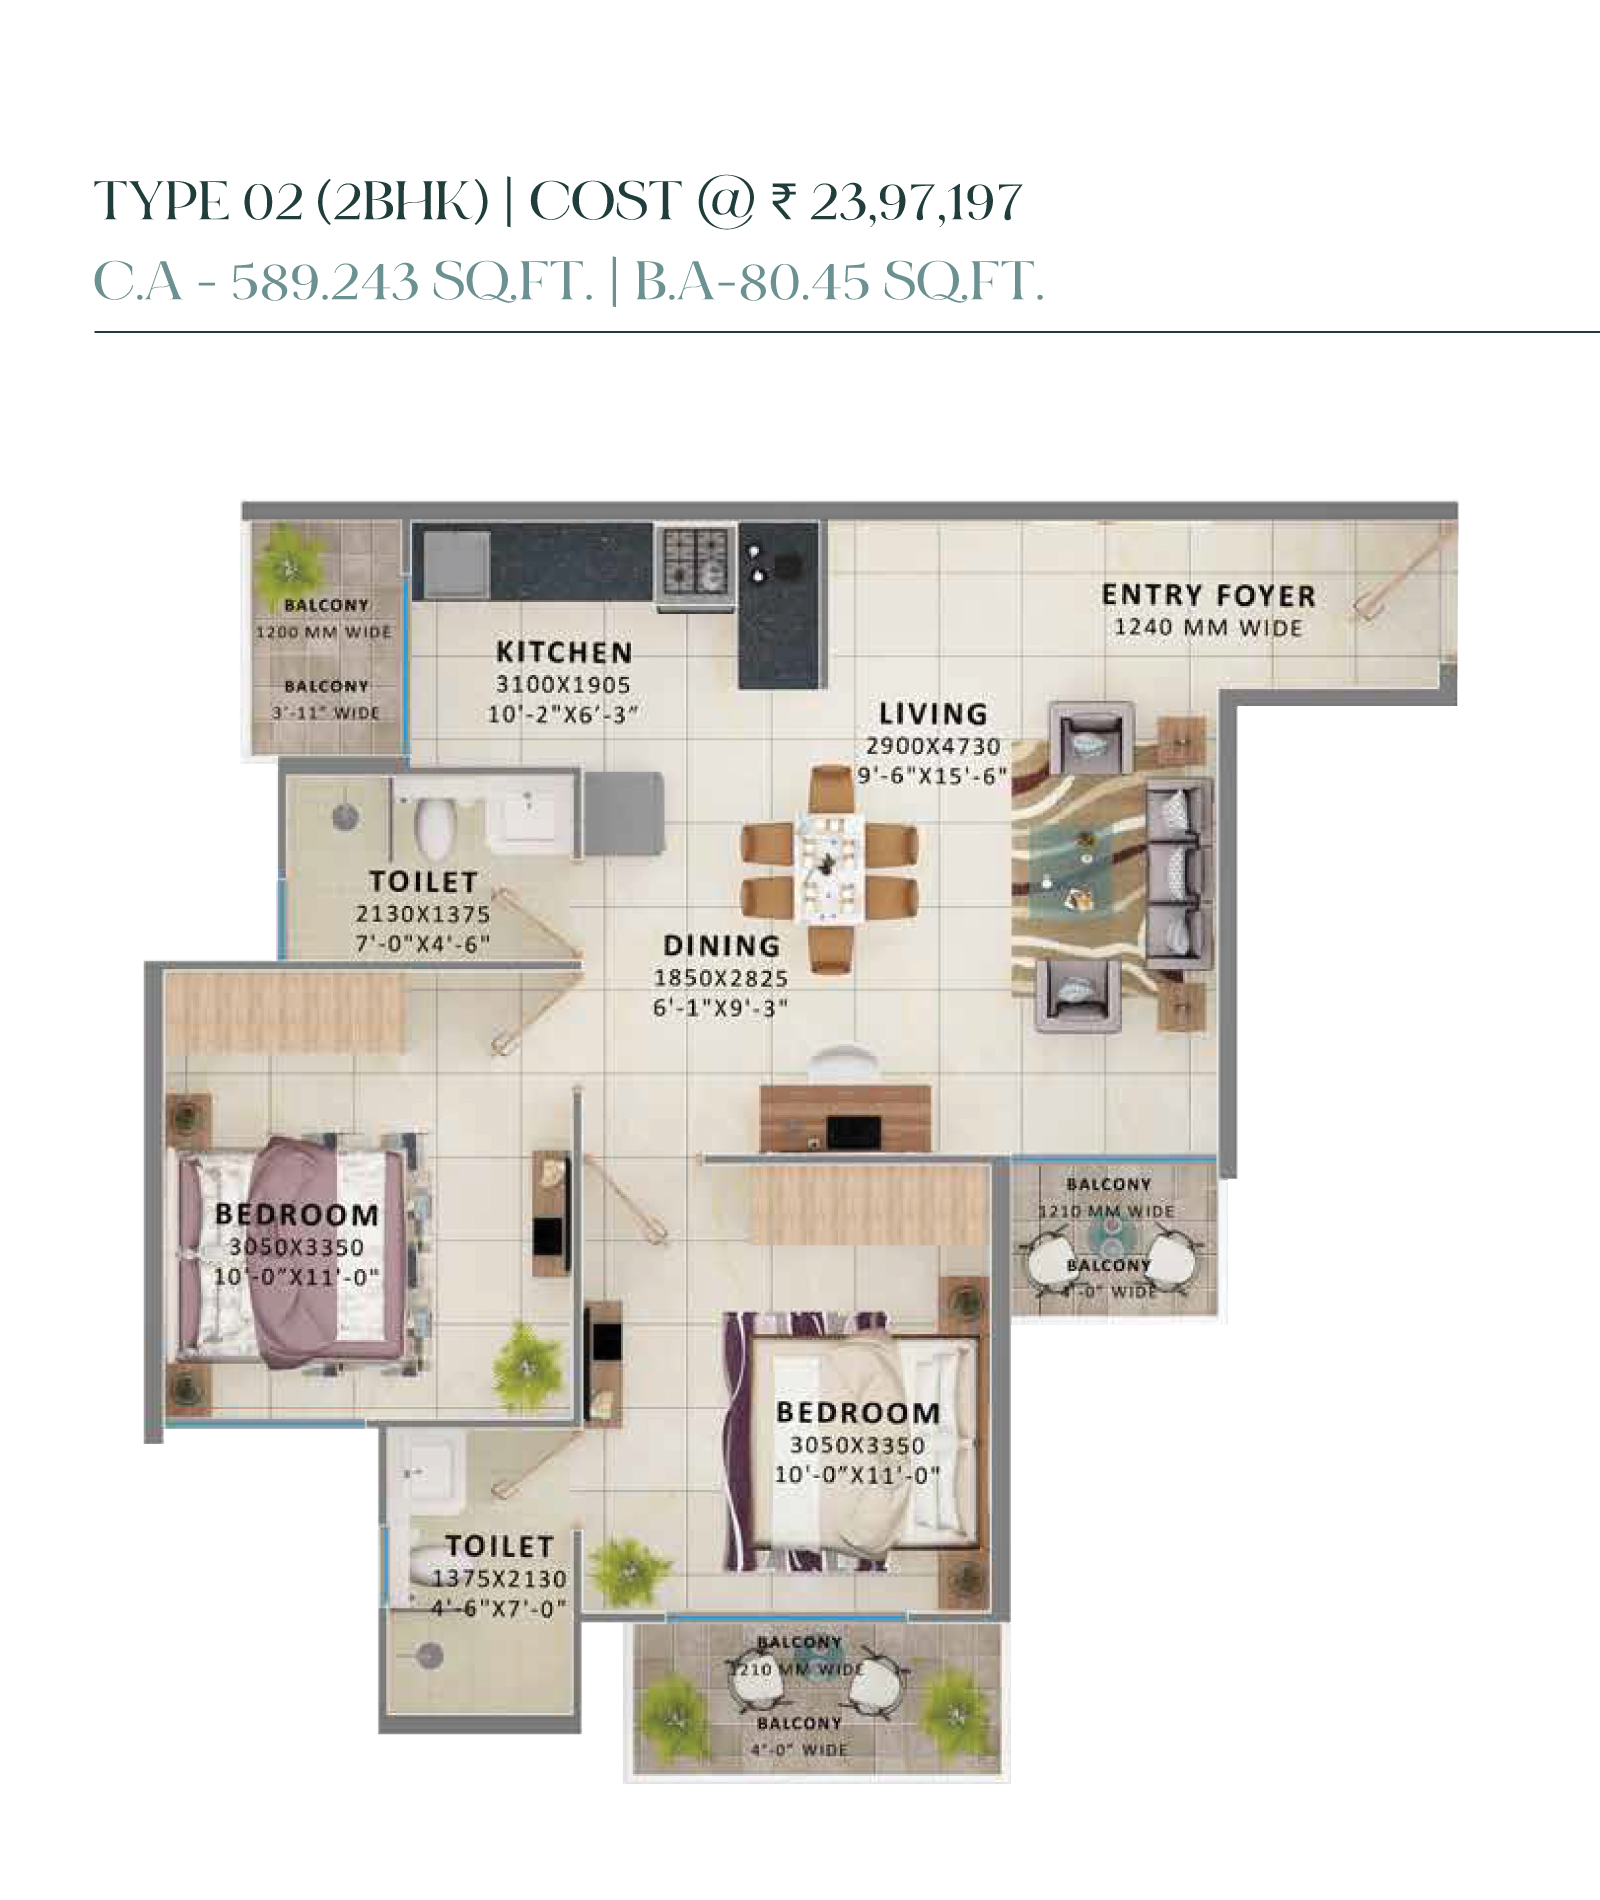 TYPE 02 (2BHK) | COST @ ₹ 23,97,197
C.A - 589.243 SQ.FT. | B.A-80.45 SQ.FT.
BALCONY
1200 MM WIDE
BALCONY
3'-11" WIDE
KITCHEN
3100X1905
10'-2"X6'-3"
ENTRY FOYER
1240 MM WIDE
LIVING
2900X4730
9'-6"X15'-6"
TOILET
2130X1375
7'-0"X4'-6"
DINING
1850X2825
6'-1"X9'-3"
BEDROOM
3050X3350
10'-0"X11'-0"
BALCONY
1210 MM WIDE
BALCONY
4'-0" WIDE
BEDROOM
3050X3350
10'-0"X11'-0"
TOILET
1375X2130
4'-6"X7'-0"
BALCONY
1210 MM WIDE
BALCONY
4"-0" WIDE